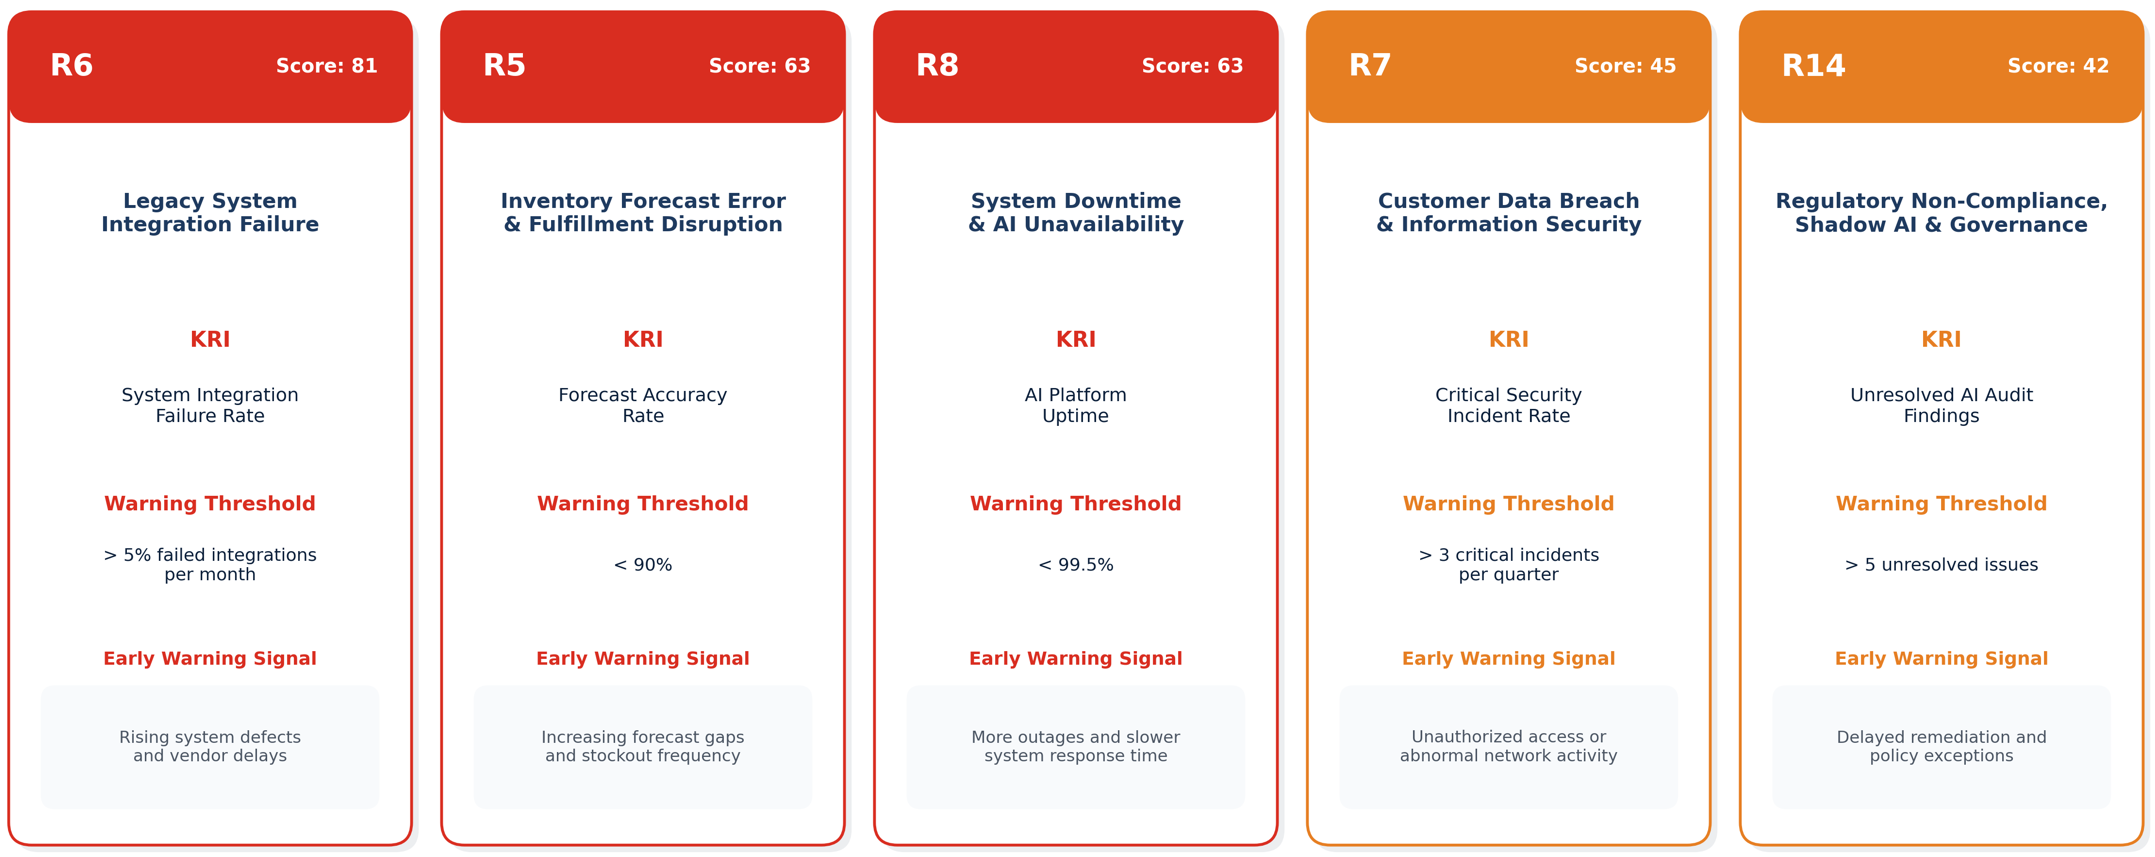 R6
Score: 81
Legacy System
Integration Failure
KRI
System Integration
Failure Rate
Warning Threshold
> 5% failed integrations
per month
Early Warning Signal
Rising system defects
and vendor delays
R5
Score: 63
Inventory Forecast Error
& Fulfillment Disruption
KRI
Forecast Accuracy
Rate
Warning Threshold
< 90%
Early Warning Signal
Increasing forecast gaps
and stockout frequency
R8
Score: 63
System Downtime
& AI Unavailability
KRI
AI Platform
Uptime
Warning Threshold
< 99.5%
Early Warning Signal
More outages and slower
system response time
R7
Score: 45
Customer Data Breach
& Information Security
KRI
Critical Security
Incident Rate
Warning Threshold
> 3 critical incidents
per quarter
Early Warning Signal
Unauthorized access or
abnormal network activity
R14
Score: 42
Regulatory Non-Compliance,
Shadow AI & Governance
KRI
Unresolved AI Audit
Findings
Warning Threshold
> 5 unresolved issues
Early Warning Signal
Delayed remediation and
policy exceptions